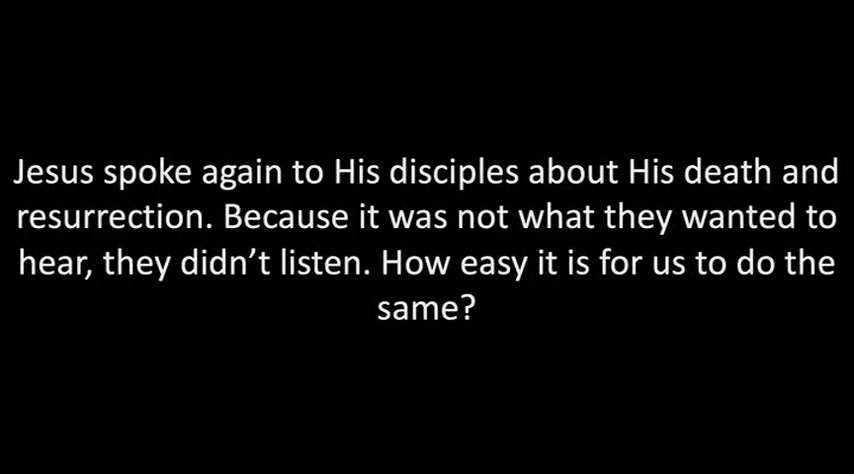 Jesus spoke again to His disciples about His death and
resurrection. Because it was not what they wanted to
hear, they didn’t listen. How easy it is for us to do the
same?